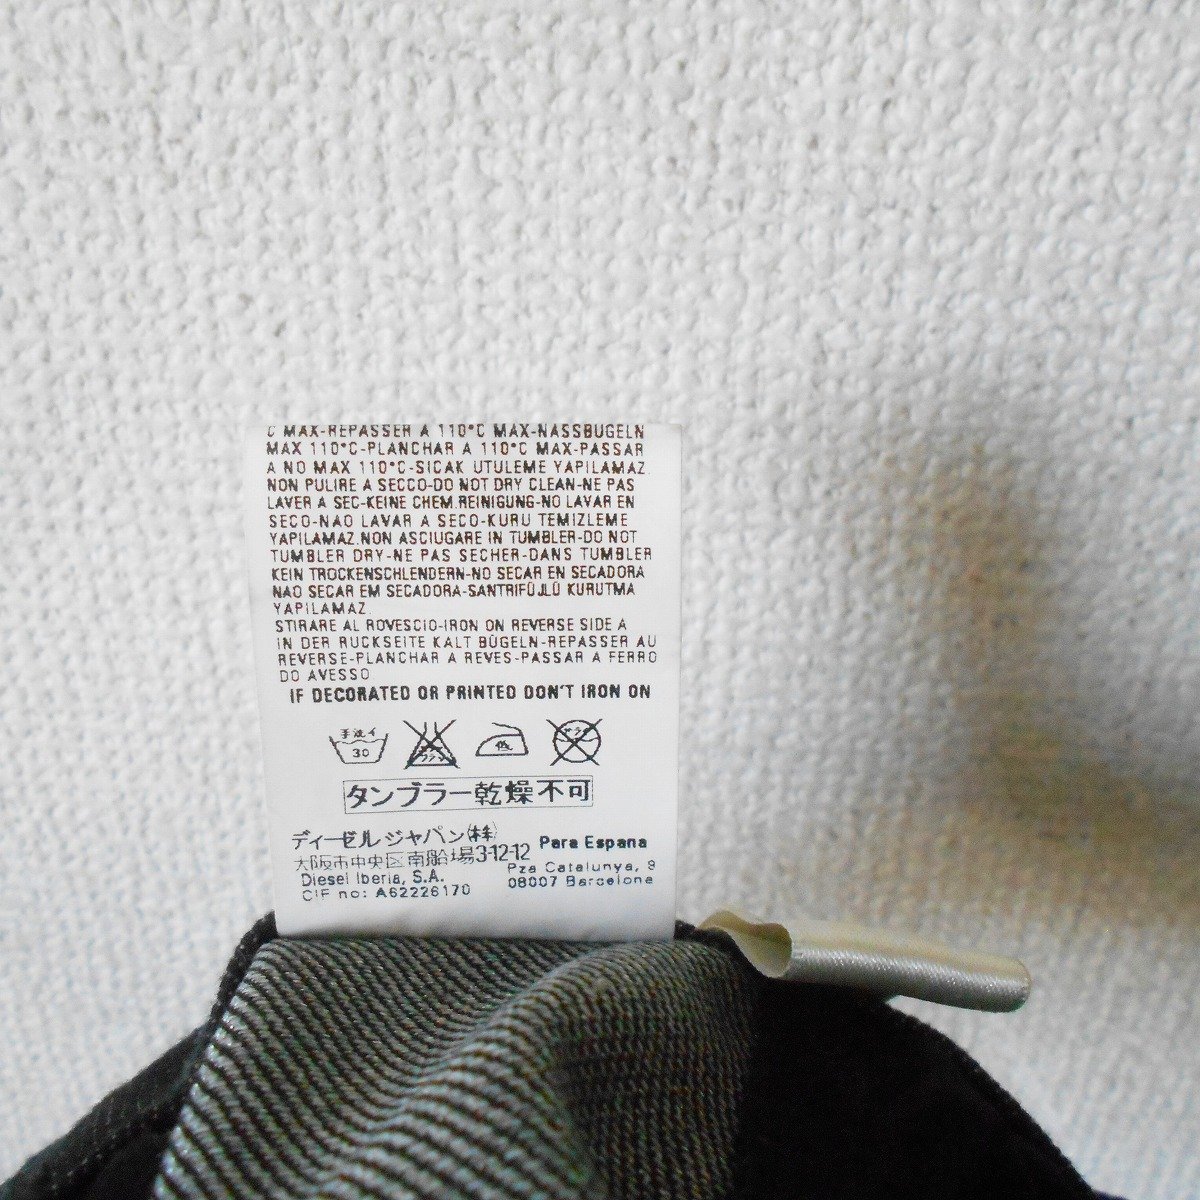 C MAX-REPASSER A 110°C MAX-NASSBÜGELN
MAX 110°C-PLANCHAR A 110°C MAX-PASSAR
A NO MAX 110°C-SICAK UTULEME YAPILAMAZ.
NON PULIRE A SECCO-DO NOT DRY CLEAN-NE PAS
LAVER A SEC-KEINE CHEM.REINIGUNG-NO LAVAR EN
SECO-NAO LAVAR A SECO-KURU TEMIZLEME
YAPILAMAZ.NON ASCIUGARE IN TUMBLER-DO NOT
TUMBLER DRY-NE PAS SECHER-DANS TUMBLER
KEIN TROCKENSCHLENDERN-NO SECAR EN SECADORA
NAO SECAR EM SECADORA-SANTRIFÜJLÜ KURUTMA
YAPILAMAZ.
STIRARE AL ROVESCIO-IRON ON REVERSE SIDE A
IN DER RUCKSEITE KALT BÜGELN-REPASSER AU
REVERSE-PLANCHAR A REVES-PASSAR A FERRO
DO AVESSO
IF DECORATED OR PRINTED DON'T IRON ON
手洗イ 30 低
タンブラー乾燥不可
ディーゼルジャパン(株)
大阪市中央区南船場3-12-12
Diesel Iberia, S.A.
CIF no: A62226170
Para Espana
Pza Catalunya, 9
08007 Barcelone